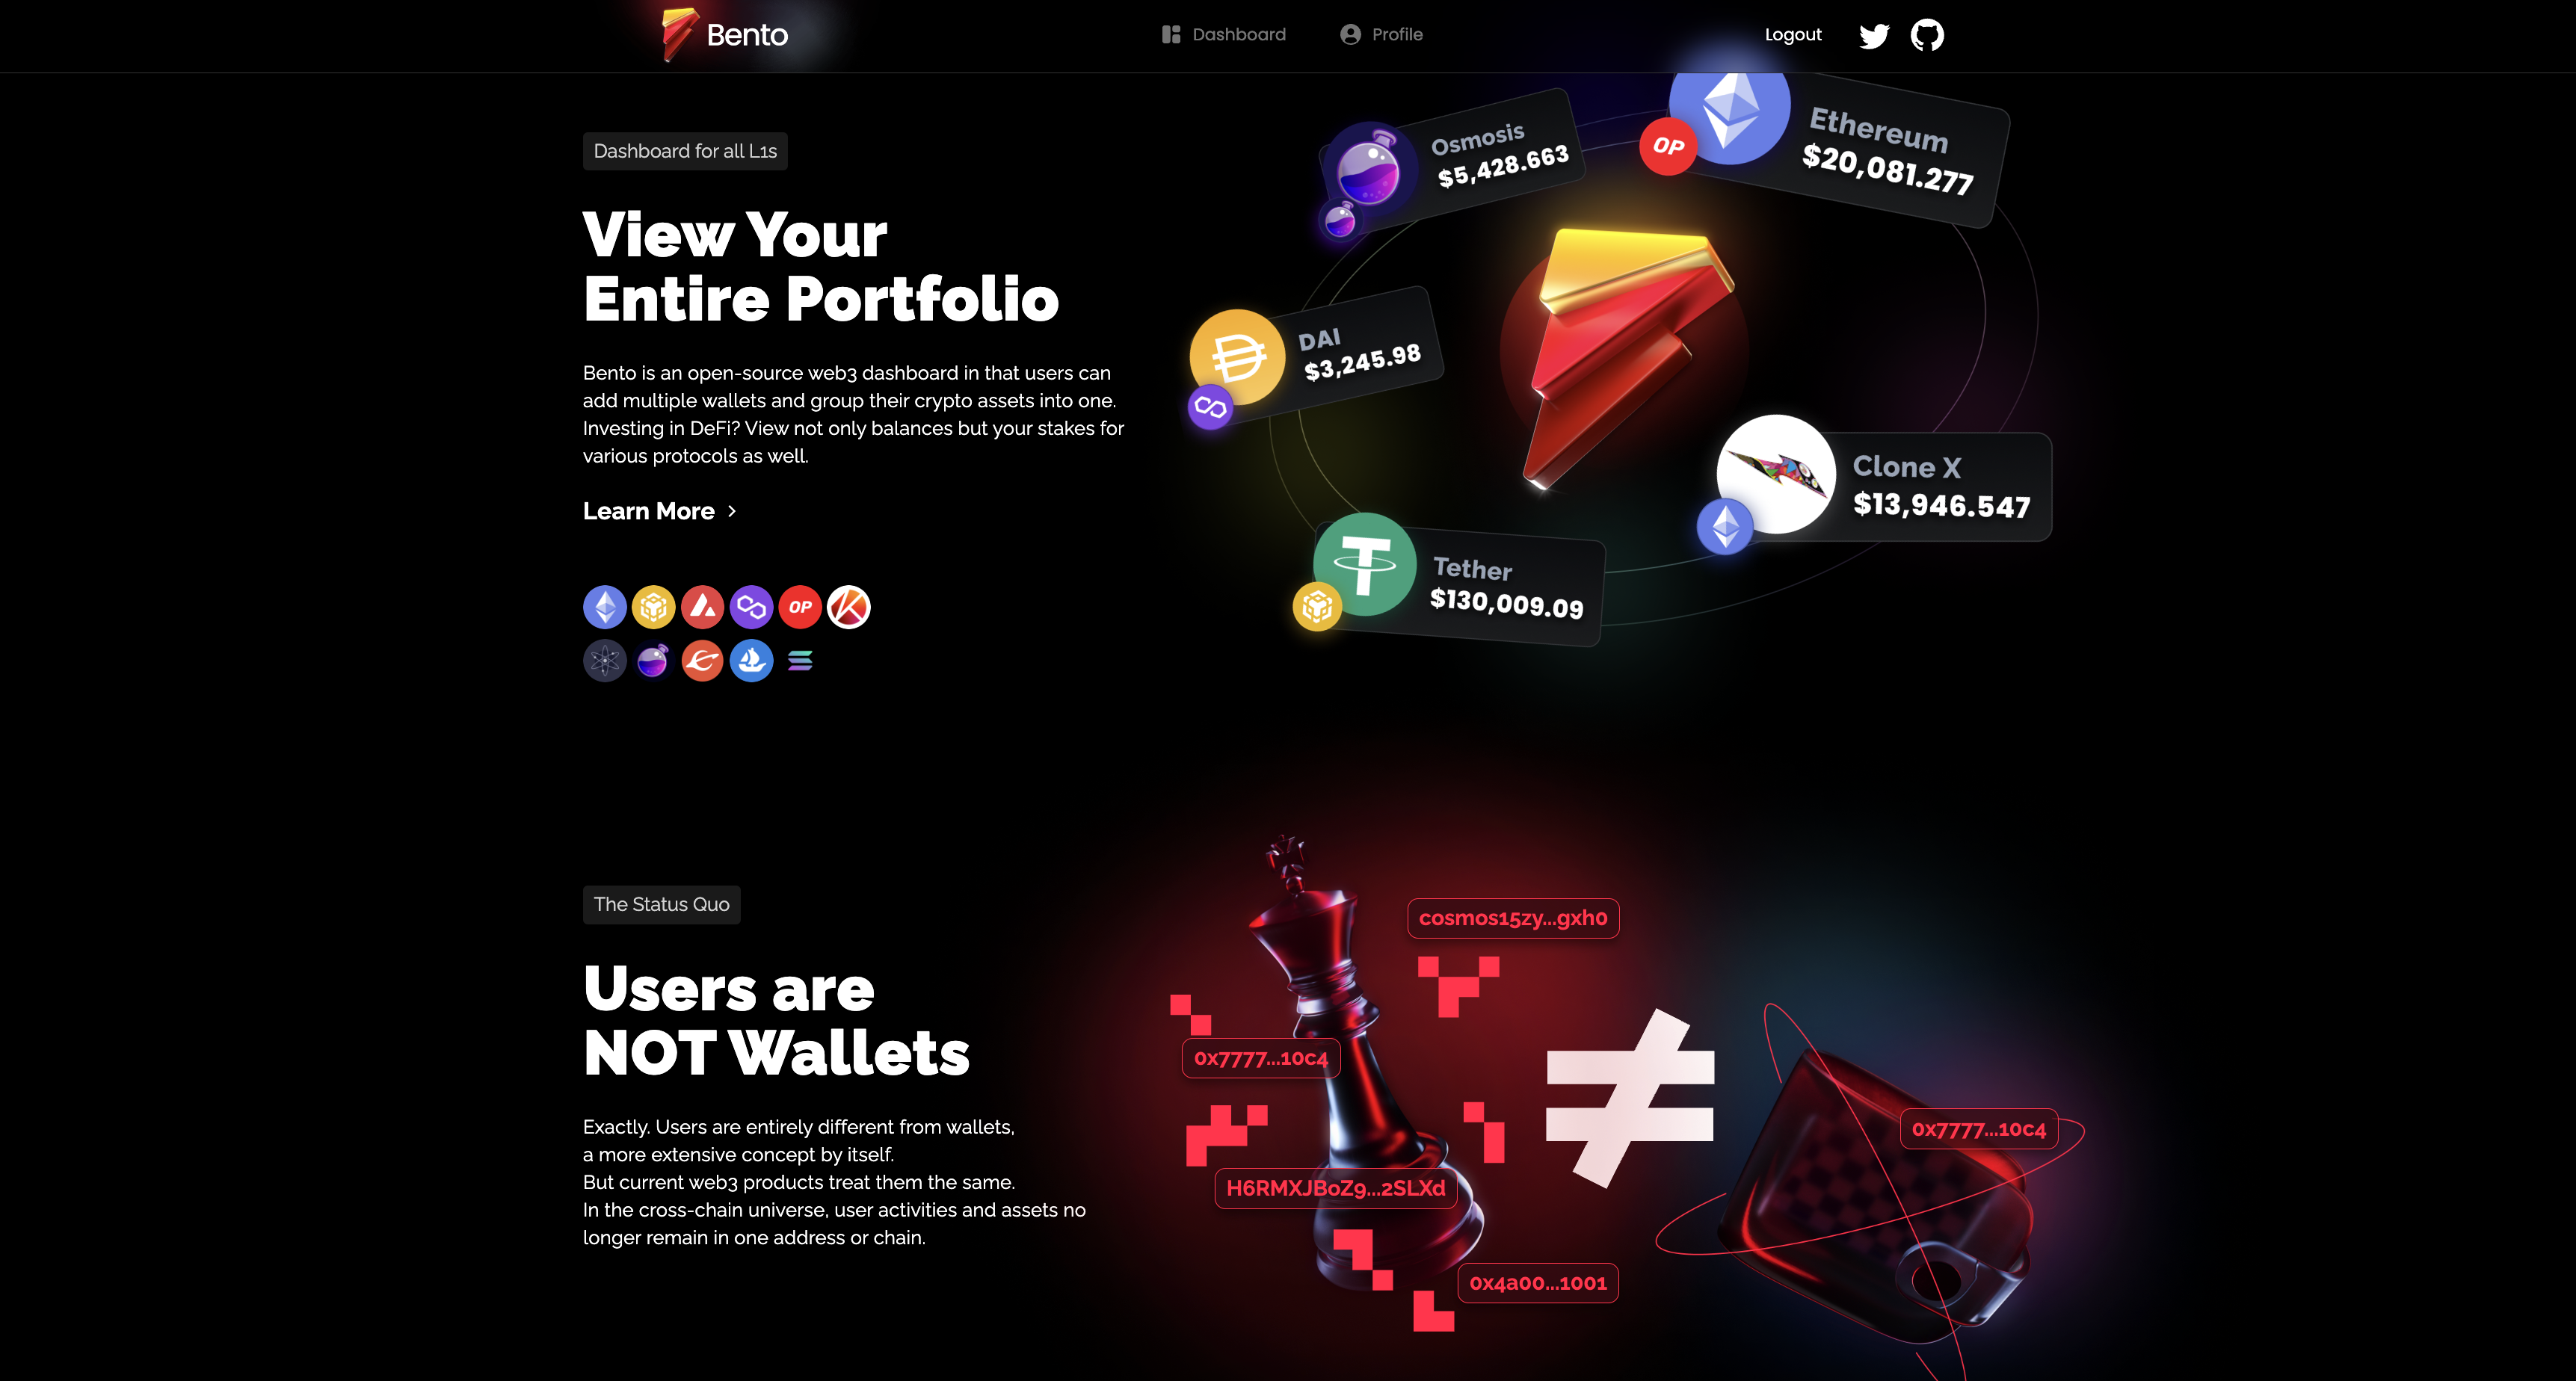 Bento
Dashboard
Profile
Logout
Dashboard for all L1s
View Your
Entire Portfolio
Bento is an open-source web3 dashboard in that users can
add multiple wallets and group their crypto assets into one.
Investing in DeFi? View not only balances but your stakes for
various protocols as well.
Learn More
OP
Osmosis
$5,428.663
OP
Ethereum
$20,081.277
DAI
$3,245.98
Clone X
$13,946.547
Tether
$130,009.09
The Status Quo
Users are
NOT Wallets
Exactly. Users are entirely different from wallets,
a more extensive concept by itself.
But current web3 products treat them the same.
In the cross-chain universe, user activities and assets no
longer remain in one address or chain.
cosmos15zy...gxh0
0x7777...10c4
H6RMXJBoZ9...2SLXd
0x4a00...1001
≠
0x7777...10c4